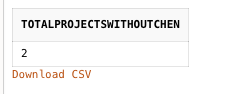 TOTALPROJECTSWITHOUTCHEN
2
Download CSV